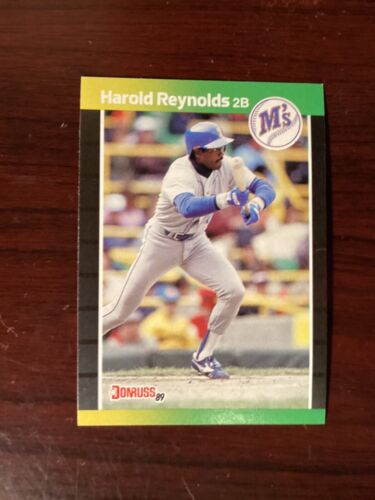 Harold Reynolds 2B
M's
DONRUSS 89